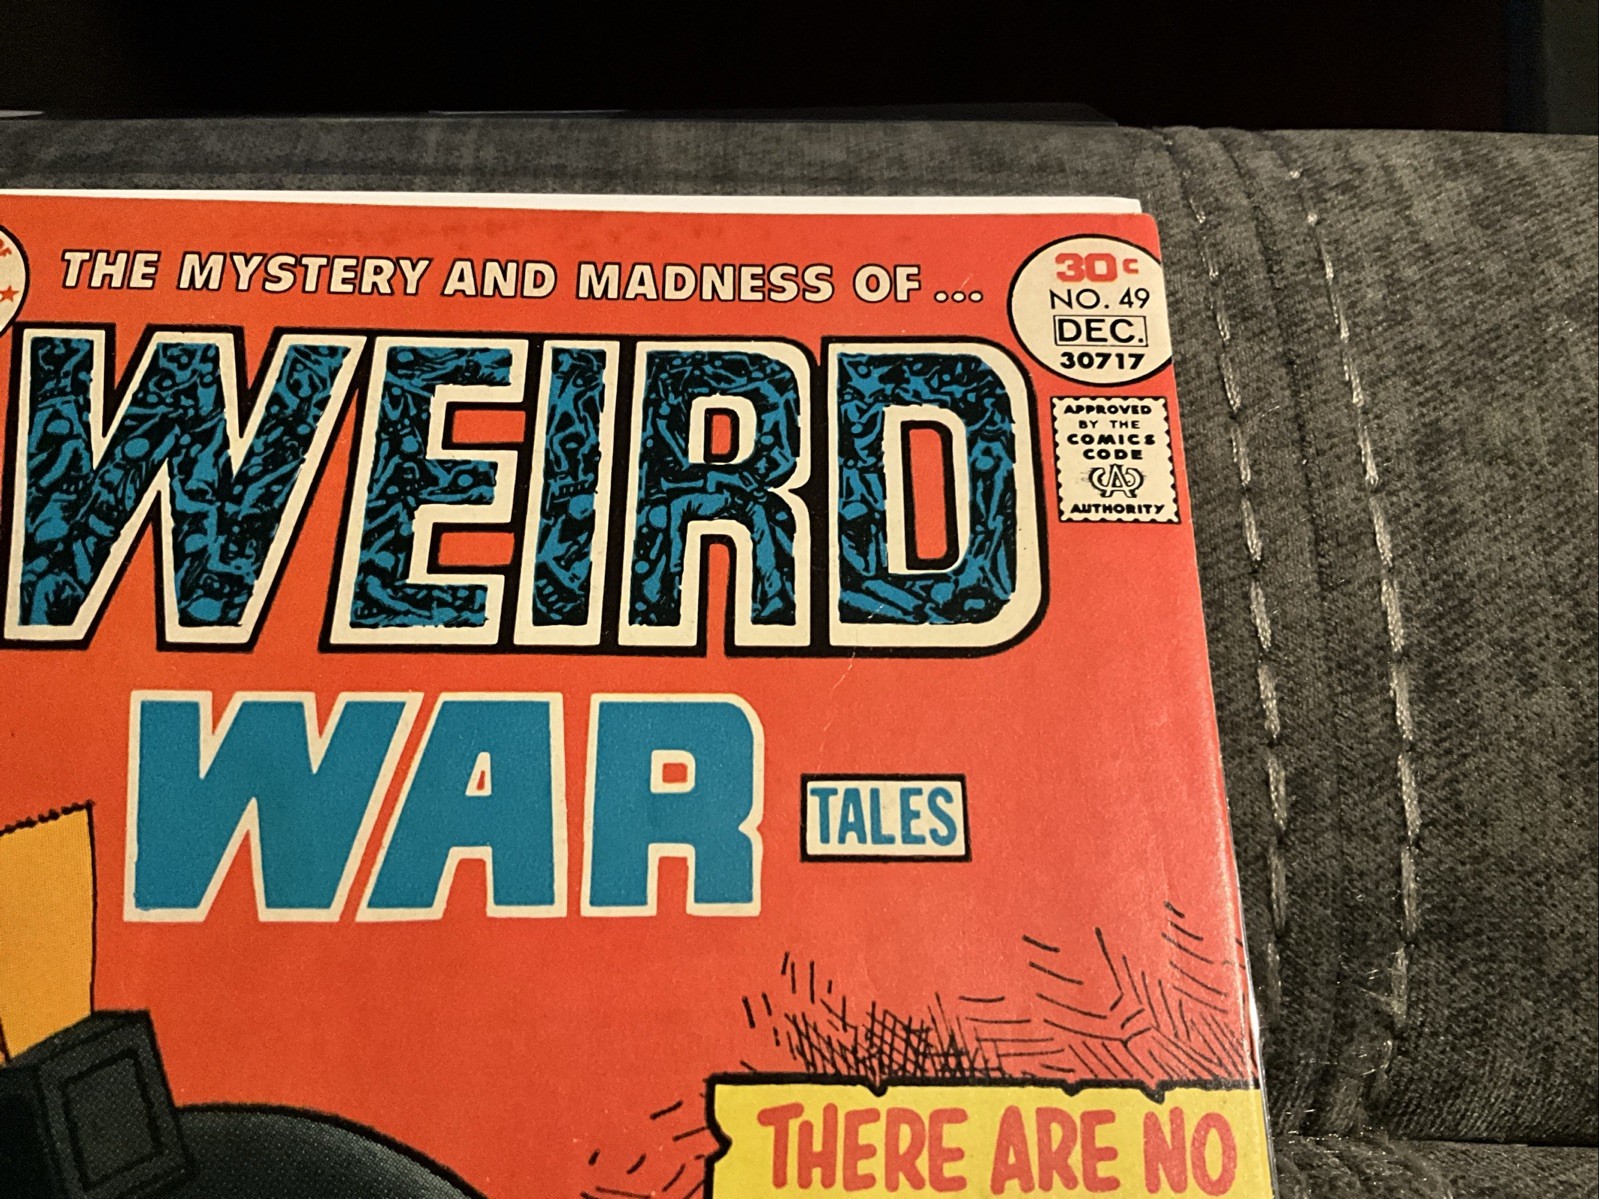 THE MYSTERY AND MADNESS OF...
30¢
NO. 49
DEC.
30717
WEIRD
APPROVED
BY THE
COMICS
CODE
AUTHORITY
WAR
TALES
THERE ARE NO